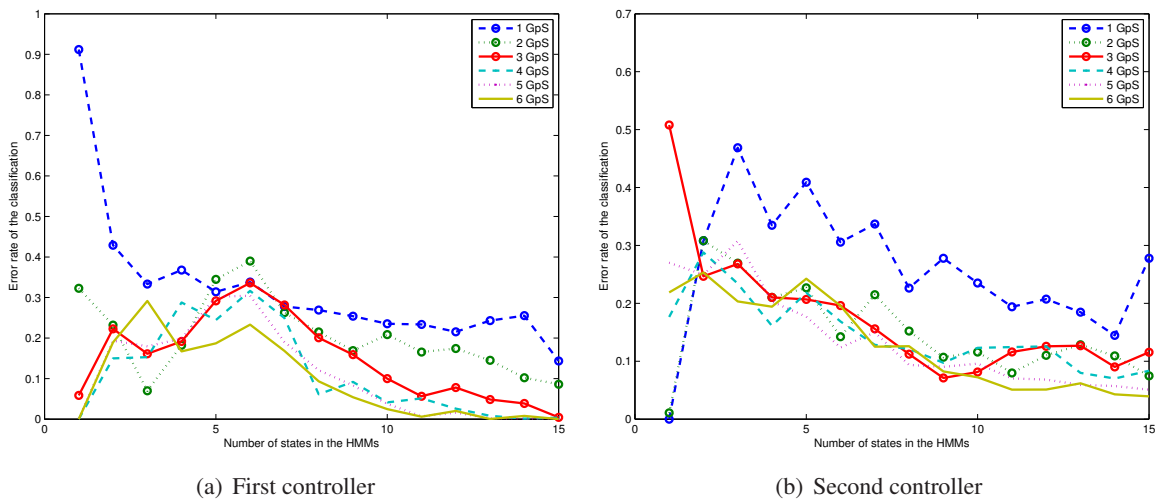 1
0.9
0.8
0.7
0.6
0.5
0.4
0.3
0.2
0.1
0
Error rate of the classification
0 5 10 15
Number of states in the HMMs
1 GpS
2 GpS
3 GpS
4 GpS
5 GpS
6 GpS
(a) First controller
0.7
0.6
0.5
0.4
0.3
0.2
0.1
0
Error rate of the classification
0 5 10 15
Number of states in the HMMs
1 GpS
2 GpS
3 GpS
4 GpS
5 GpS
6 GpS
(b) Second controller